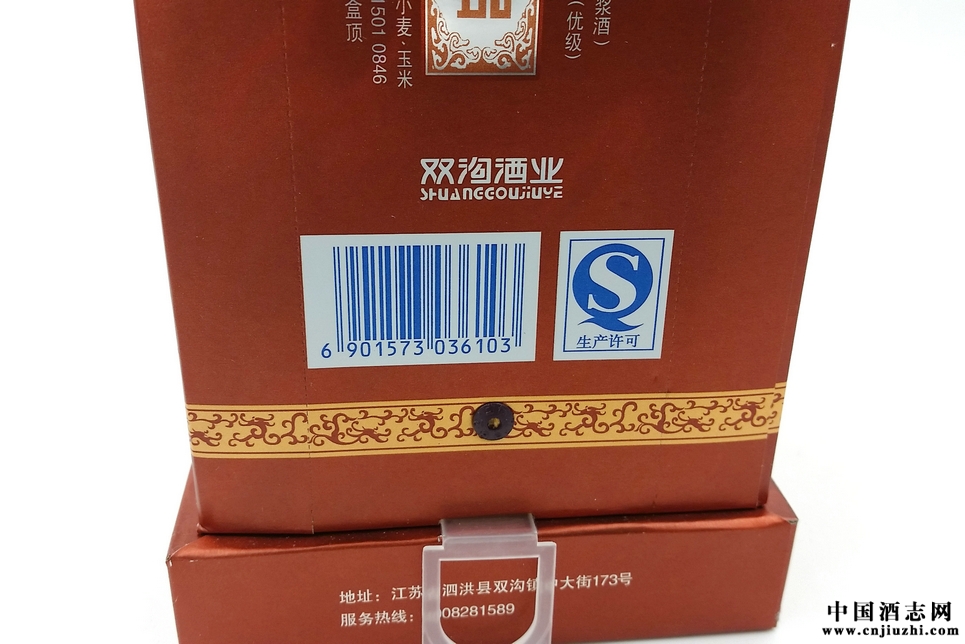 浆酒)
(优级)
小麦、玉米
1501 0846
盒顶
双沟酒业
SHUANGGOUJIUYE
6 901573 036103
S
生产许可
地址: 江苏 泗洪县双沟镇中大街173号
服务热线: 008281589
中国酒志网
www.cnjiuzhi.com